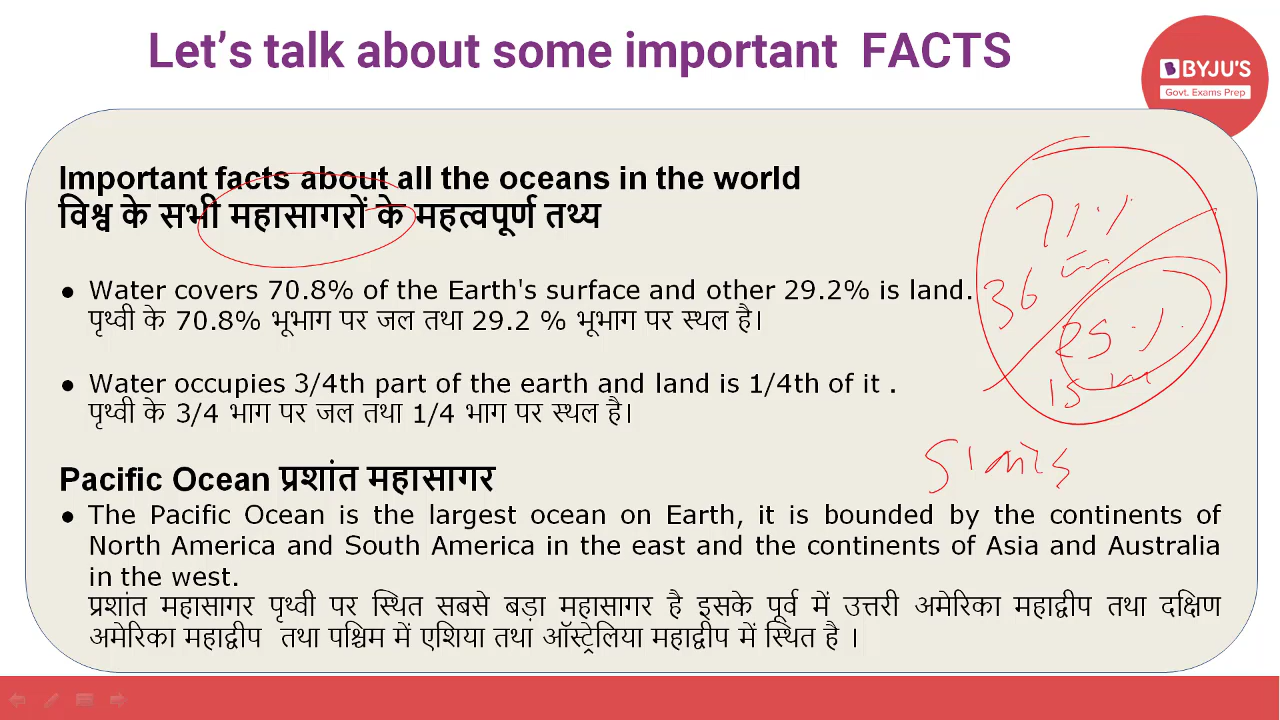 Let's talk about some important FACTS
BYJU'S
Govt. Exams Prep
Important facts about all the oceans in the world
विश्व के सभी महासागरों के महत्वपूर्ण तथ्य
● Water covers 70.8% of the Earth's surface and other 29.2% is land.
पृथ्वी के 70.8% भूभाग पर जल तथा 29.2 % भूभाग पर स्थल है।
● Water occupies 3/4th part of the earth and land is 1/4th of it .
पृथ्वी के 3/4 भाग पर जल तथा 1/4 भाग पर स्थल है।
71%
36
15
Pacific Ocean प्रशांत महासागर
● The Pacific Ocean is the largest ocean on Earth, it is bounded by the continents of
North America and South America in the east and the continents of Asia and Australia
in the west.
प्रशांत महासागर पृथ्वी पर स्थित सबसे बड़ा महासागर है इसके पूर्व में उत्तरी अमेरिका महाद्वीप तथा दक्षिण
अमेरिका महाद्वीप तथा पश्चिम में एशिया तथा ऑस्ट्रेलिया महाद्वीप में स्थित है ।